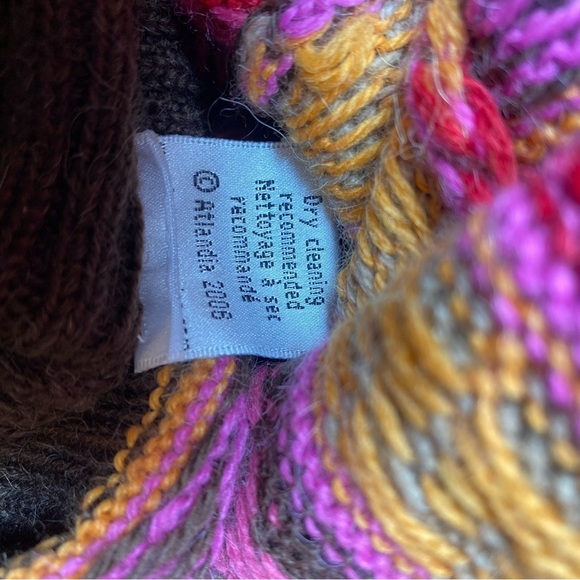 Dry cleaning
recommended
Nettoyage à sec
recommandé
© Atlandia 2006